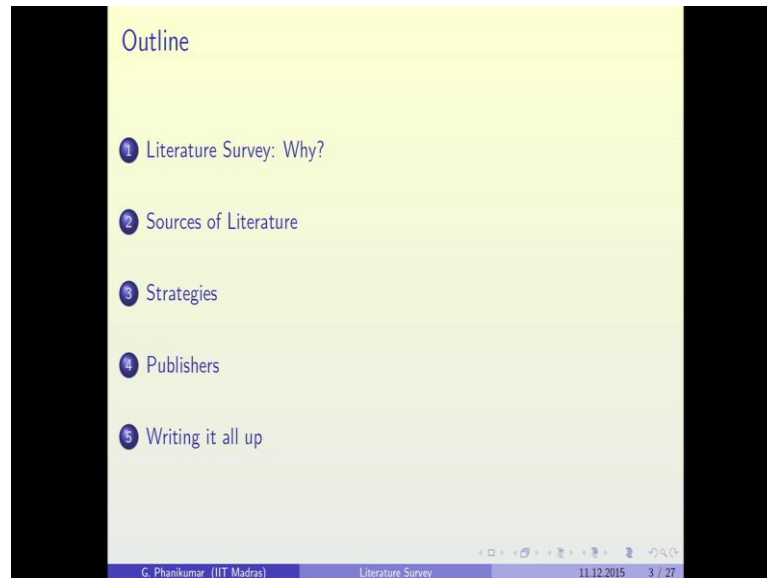 Outline
1 Literature Survey: Why?
2 Sources of Literature
3 Strategies
4 Publishers
5 Writing it all up
G. Phanikumar (IIT Madras) Literature Survey 11.12.2015 3 / 27